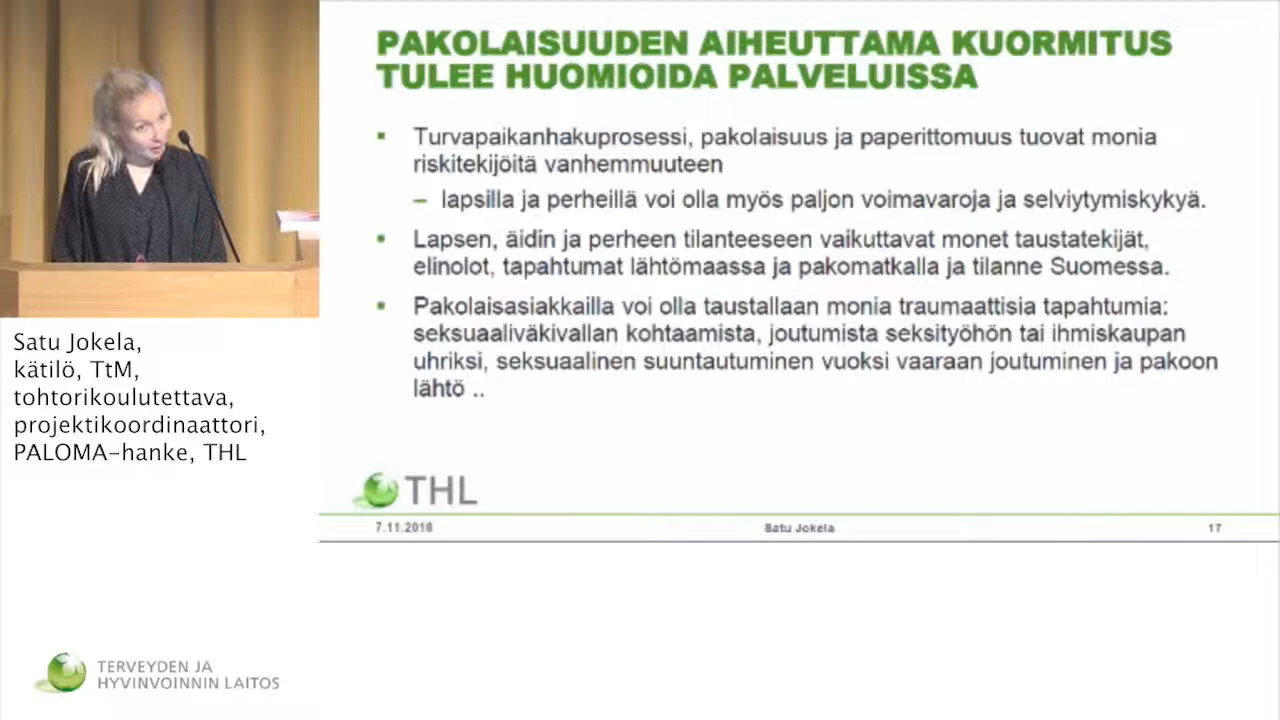 PAKOLAISUUDEN AIHEUTTAMA KUORMITUS
TULEE HUOMIOIDA PALVELUISSA
▪ Turvapaikanhakuprosessi, pakolaisuus ja paperittomuus tuovat monia
riskitekijöitä vanhemmuuteen
– lapsilla ja perheillä voi olla myös paljon voimavaroja ja selviytymiskykyä.
▪ Lapsen, äidin ja perheen tilanteeseen vaikuttavat monet taustatekijät,
elinolot, tapahtumat lähtömaassa ja pakomatkalla ja tilanne Suomessa.
▪ Pakolaisasiakkailla voi olla taustallaan monia traumaattisia tapahtumia:
seksuaaliväkivallan kohtaamista, joutumista seksityöhön tai ihmiskaupan
uhriksi, seksuaalinen suuntautuminen vuoksi vaaraan joutuminen ja pakoon
lähtö ..
THL
7.11.2016 Satu Jokela 17
Satu Jokela,
kätilö, TtM,
tohtorikoulutettava,
projektikoordinaattori,
PALOMA-hanke, THL
TERVEYDEN JA
HYVINVOINNIN LAITOS